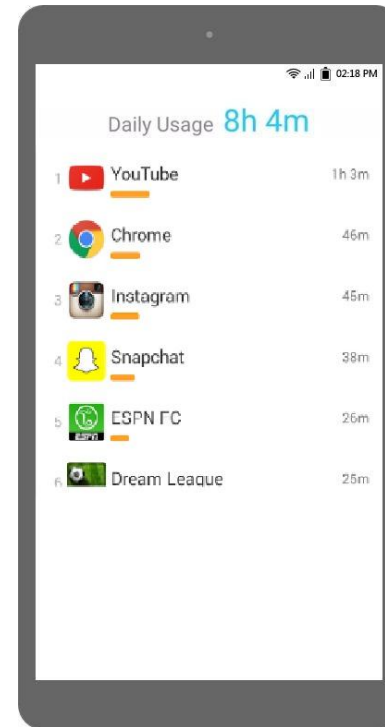 02:18 PM
Daily Usage 8h 4m
1 YouTube 1h 3m
2 Chrome 46m
3 Instagram 45m
4 Snapchat 38m
5 ESPN FC 26m
ESPN
6 Dream League 25m